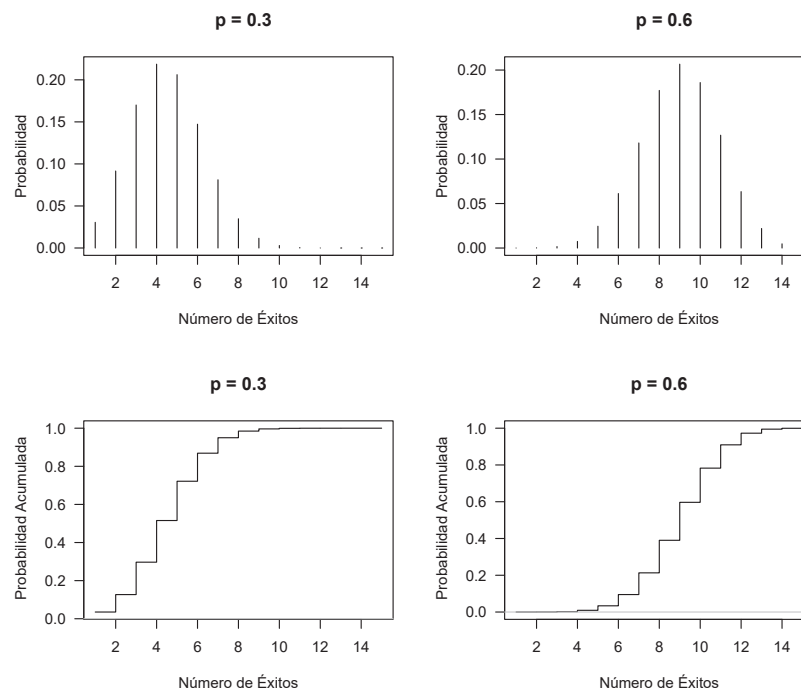 p = 0.3
Probabilidad
0.20
0.15
0.10
0.05
0.00
2 4 6 8 10 12 14
Número de Éxitos
p = 0.6
Probabilidad
0.20
0.15
0.10
0.05
0.00
2 4 6 8 10 12 14
Número de Éxitos
p = 0.3
Probabilidad Acumulada
1.0
0.8
0.6
0.4
0.2
0.0
2 4 6 8 10 12 14
Número de Éxitos
p = 0.6
Probabilidad Acumulada
1.0
0.8
0.6
0.4
0.2
0.0
2 4 6 8 10 12 14
Número de Éxitos